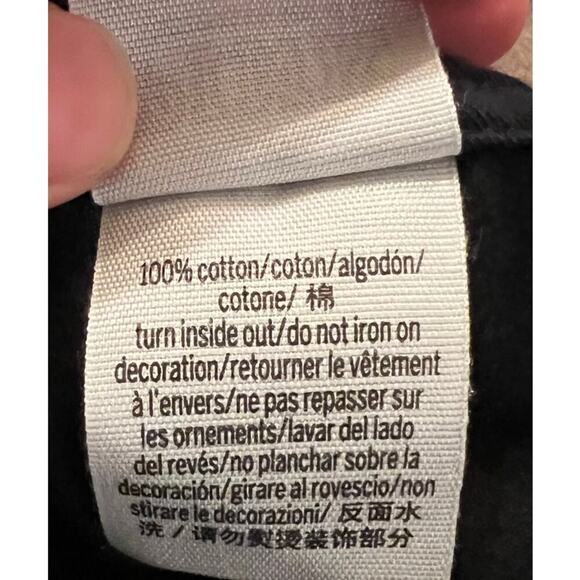 100% cotton/coton/algodón/
cotone/ 棉
turn inside out/do not iron on
decoration/retourner le vêtement
à l'envers/ne pas repasser sur
les ornements/lavar del lado
del revés/no planchar sobre la
decoración/girare al rovescio/non
stirare le decorazioni/ 反面水
洗 / 请勿熨烫装饰部分